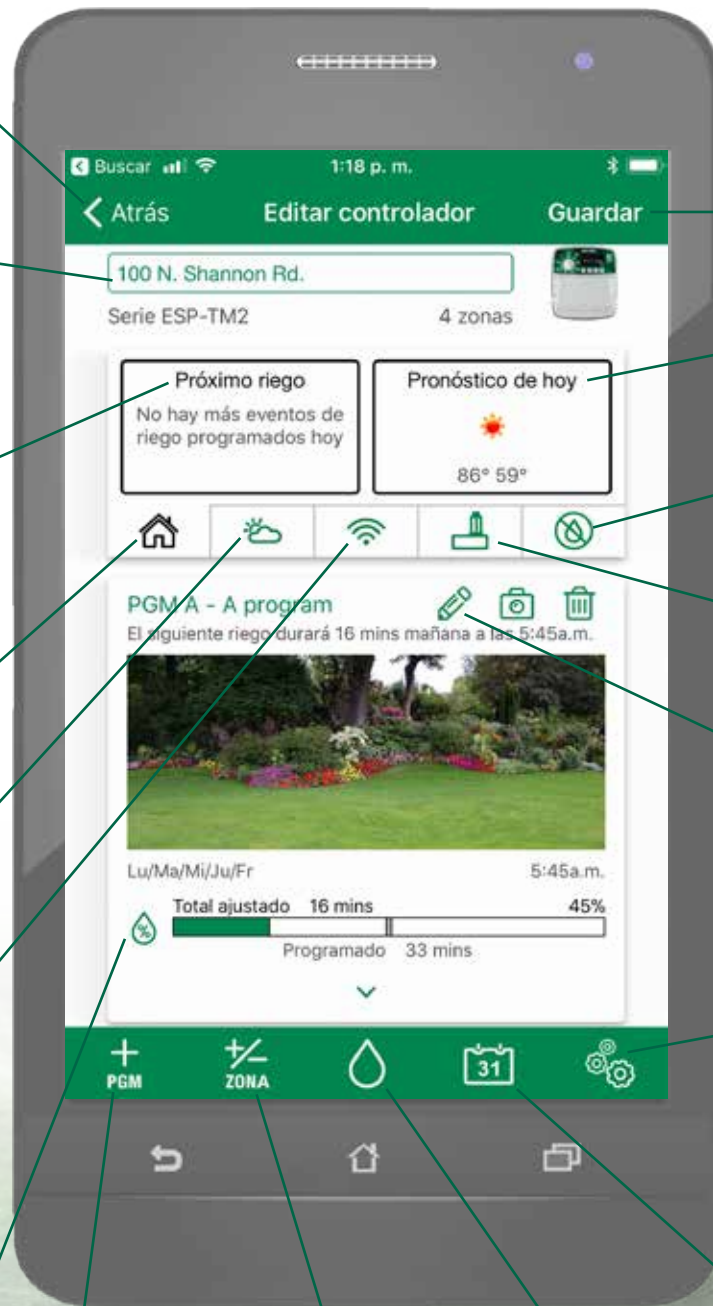 Buscar 1:18 p. m.
Atrás Editar controlador Guardar
100 N. Shannon Rd.
Serie ESP-TM2 4 zonas
Próximo riego
No hay más eventos de
riego programados hoy
Pronóstico de hoy
86° 59°
PGM A - A program
El siguiente riego durará 16 mins mañana a las 5:45a.m.
Lu/Ma/Mi/Ju/Fr 5:45a.m.
Total ajustado 16 mins 45%
%
Programado 33 mins
+ PGM +/- ZONA 31